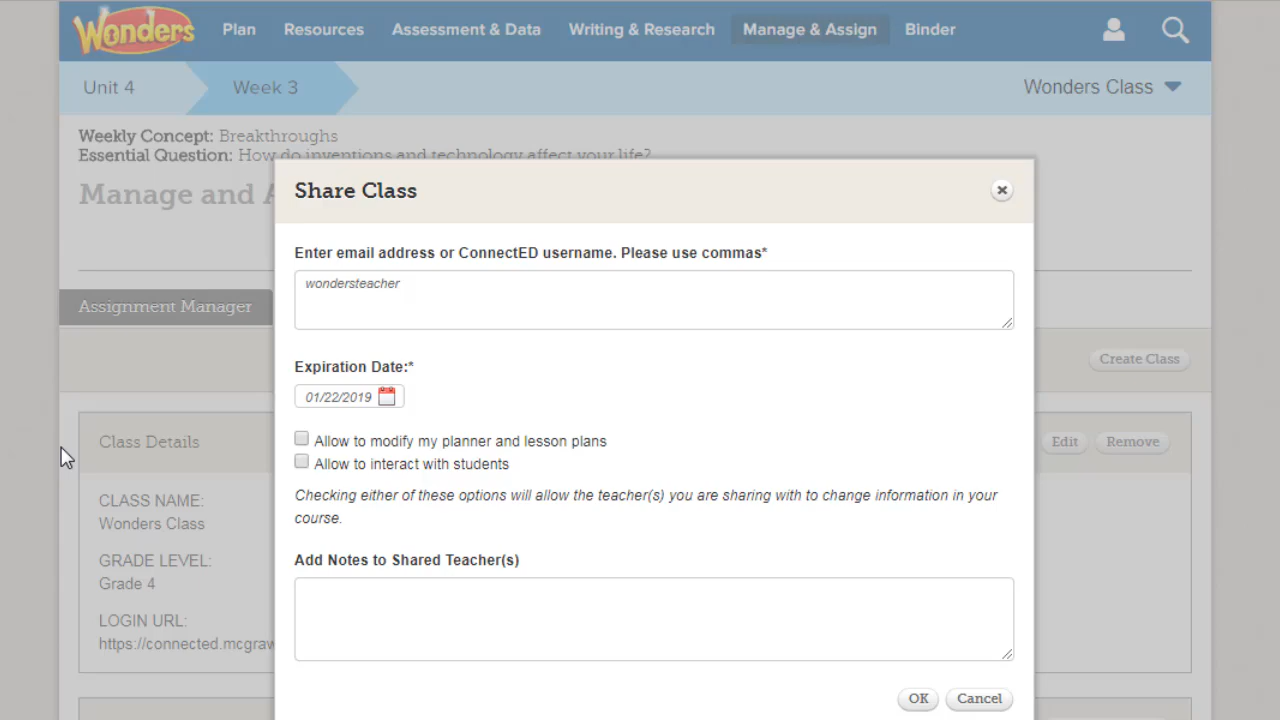 Wonders
Plan Resources Assessment & Data Writing & Research Manage & Assign Binder
Unit 4 Week 3 Wonders Class
Weekly Concept: Breakthroughs
Essential Question: How do inventions and technology affect your life?
Manage and A
Share Class
Enter email address or ConnectED username. Please use commas*
wondersteacher
Assignment Manager
Expiration Date:*
Create Class
01/22/2019
Allow to modify my planner and lesson plans
Class Details
Edit Remove
Allow to interact with students
Checking either of these options will allow the teacher(s) you are sharing with to change information in your
course.
CLASS NAME:
Wonders Class
GRADE LEVEL:
Grade 4
Add Notes to Shared Teacher(s)
LOGIN URL:
https://connected.mcgraw
OK Cancel